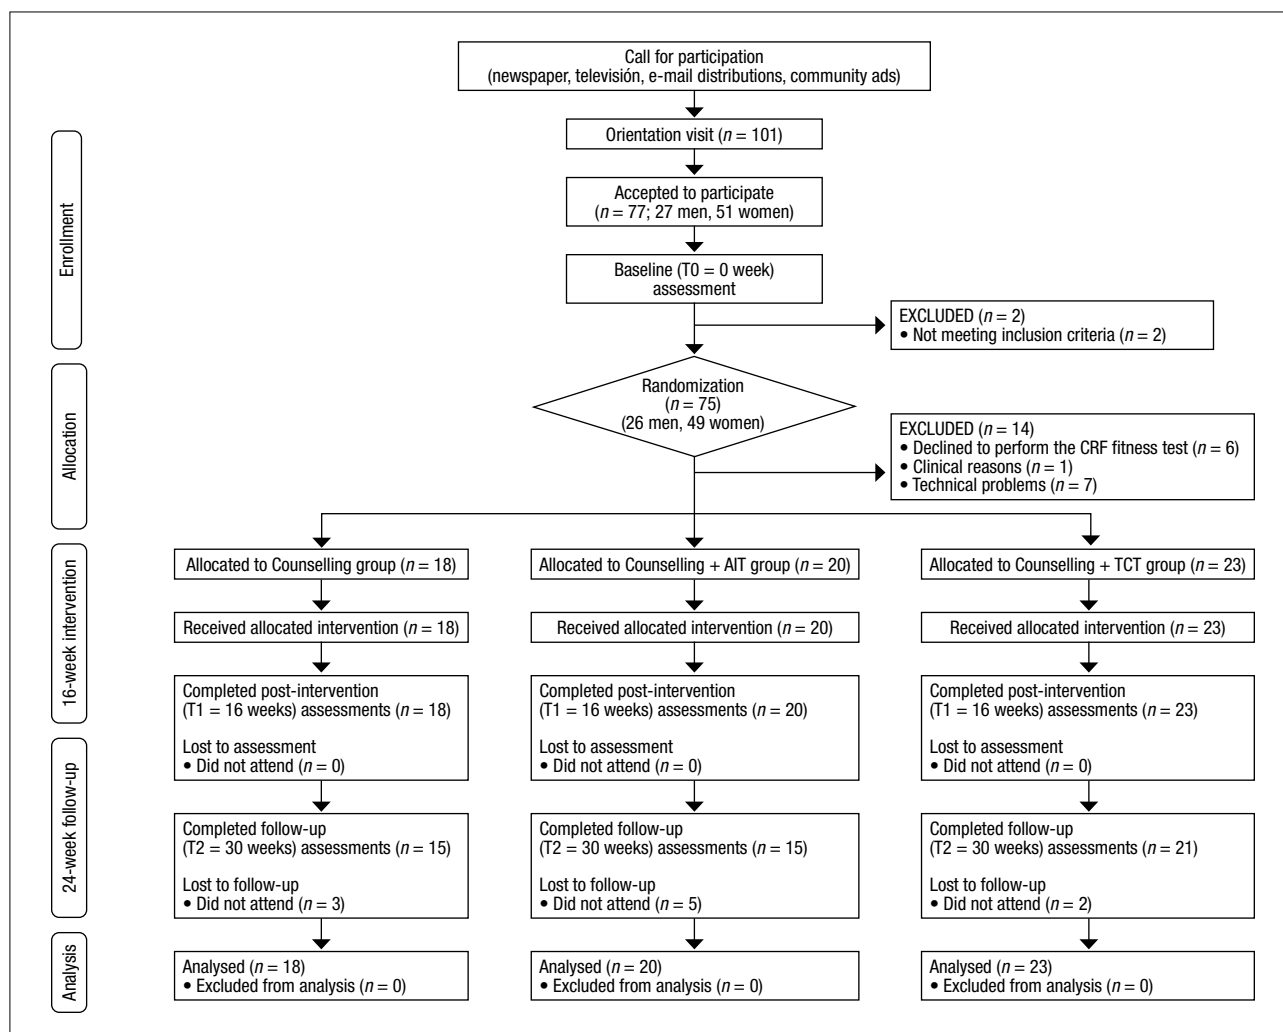 Call for participation
(newspaper, televisión, e-mail distributions, community ads)
Orientation visit (n = 101)
Accepted to participate
(n = 77; 27 men, 51 women)
Baseline (T0 = 0 week)
assessment
Enrollment
EXCLUDED (n = 2)
• Not meeting inclusion criteria (n = 2)
Randomization
(n = 75)
(26 men, 49 women)
Allocation
EXCLUDED (n = 14)
• Declined to perform the CRF fitness test (n = 6)
• Clinical reasons (n = 1)
• Technical problems (n = 7)
16-week intervention
Allocated to Counselling group (n = 18)
Allocated to Counselling + AIT group (n = 20)
Allocated to Counselling + TCT group (n = 23)
Received allocated intervention (n = 18)
Received allocated intervention (n = 20)
Received allocated intervention (n = 23)
Completed post-intervention
(T1 = 16 weeks) assessments (n = 18)
Lost to assessment
• Did not attend (n = 0)
Completed post-intervention
(T1 = 16 weeks) assessments (n = 20)
Lost to assessment
• Did not attend (n = 0)
Completed post-intervention
(T1 = 16 weeks) assessments (n = 23)
Lost to assessment
• Did not attend (n = 0)
24-week follow-up
Completed follow-up
(T2 = 30 weeks) assessments (n = 15)
Lost to follow-up
• Did not attend (n = 3)
Completed follow-up
(T2 = 30 weeks) assessments (n = 15)
Lost to follow-up
• Did not attend (n = 5)
Completed follow-up
(T2 = 30 weeks) assessments (n = 21)
Lost to follow-up
• Did not attend (n = 2)
Analysis
Analysed (n = 18)
• Excluded from analysis (n = 0)
Analysed (n = 20)
• Excluded from analysis (n = 0)
Analysed (n = 23)
• Excluded from analysis (n = 0)